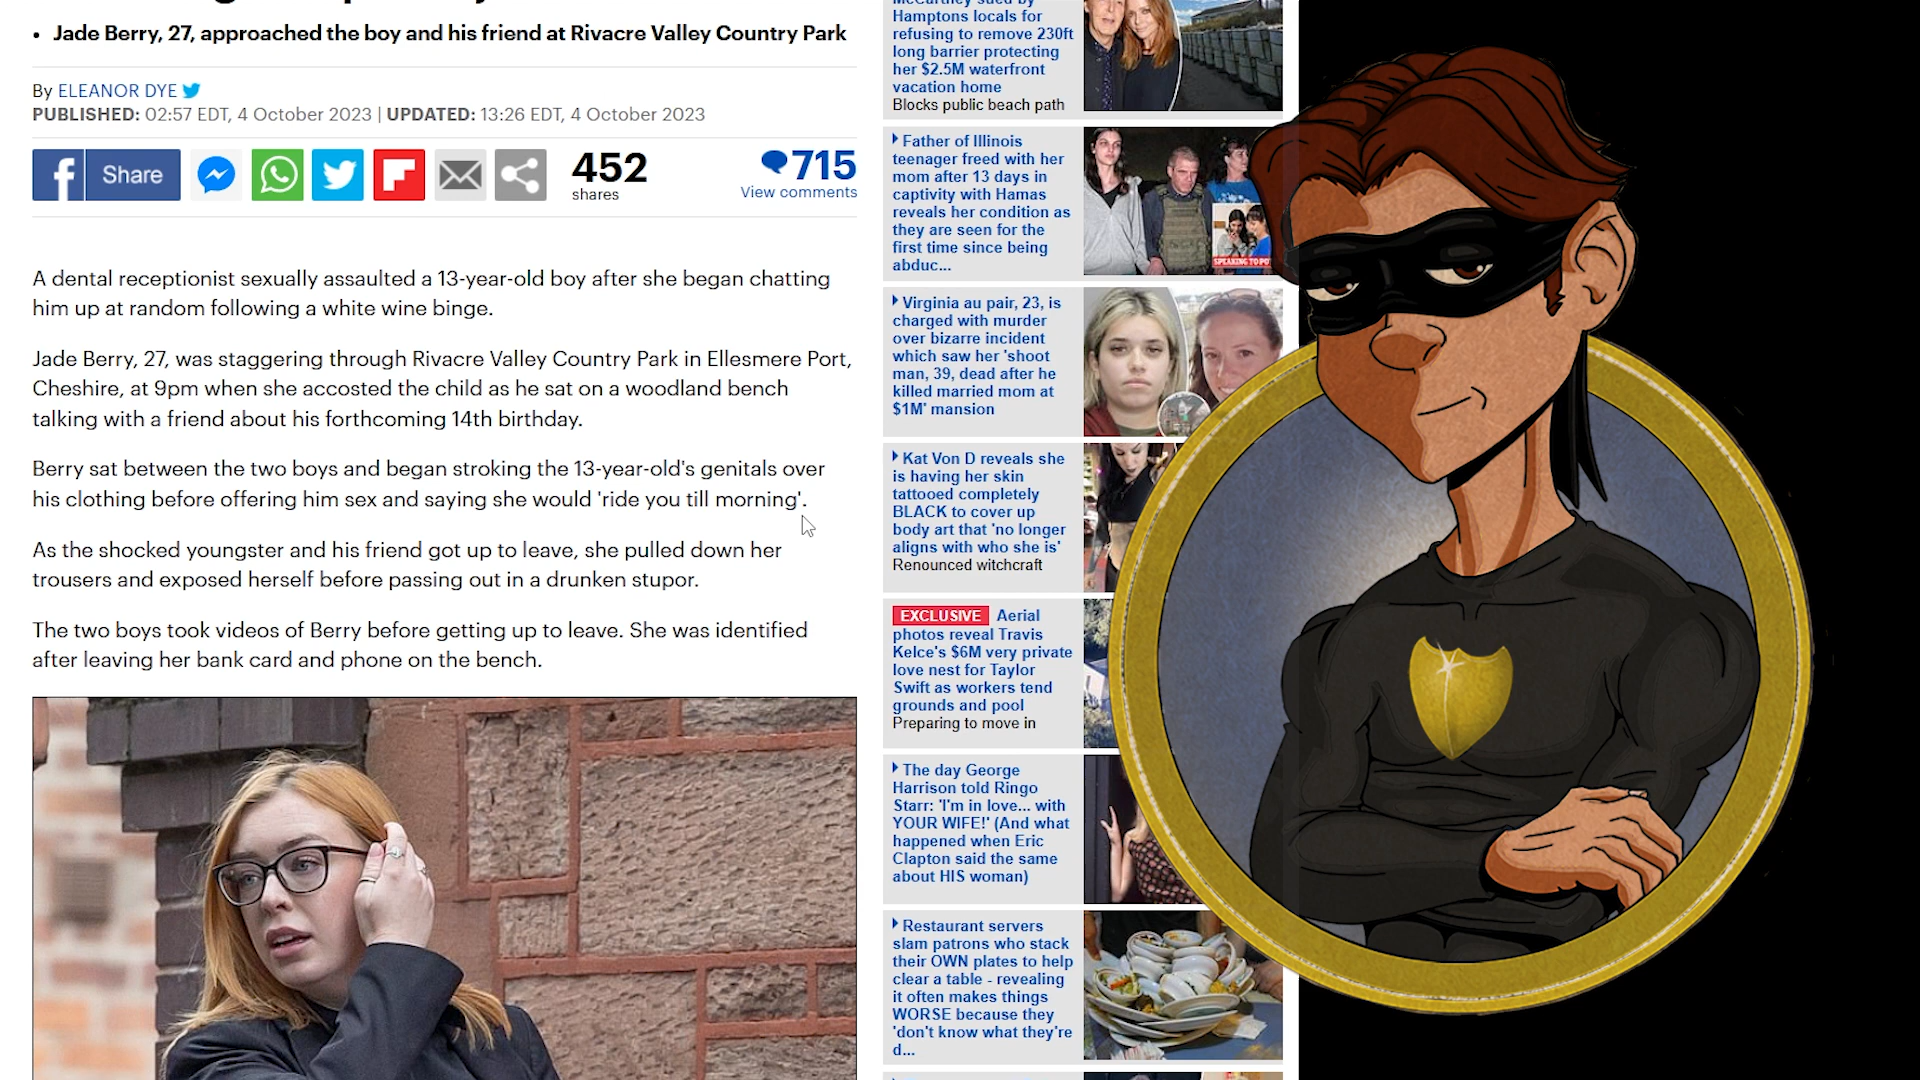 Jade Berry, 27, approached the boy and his friend at Rivacre Valley Country Park
By ELEANOR DYE
PUBLISHED: 02:57 EDT, 4 October 2023 | UPDATED: 13:26 EDT, 4 October 2023
Share
452
shares
715
View comments
A dental receptionist sexually assaulted a 13-year-old boy after she began chatting
him up at random following a white wine binge.
Jade Berry, 27, was staggering through Rivacre Valley Country Park in Ellesmere Port,
Cheshire, at 9pm when she accosted the child as he sat on a woodland bench
talking with a friend about his forthcoming 14th birthday.
Berry sat between the two boys and began stroking the 13-year-old's genitals over
his clothing before offering him sex and saying she would 'ride you till morning'.
As the shocked youngster and his friend got up to leave, she pulled down her
trousers and exposed herself before passing out in a drunken stupor.
The two boys took videos of Berry before getting up to leave. She was identified
after leaving her bank card and phone on the bench.
McCartney sued by
Hamptons locals for
refusing to remove 230ft
long barrier protecting
her $2.5M waterfront
vacation home
Blocks public beach path
Father of Illinois
teenager freed with her
mom after 13 days in
captivity with Hamas
reveals her condition as
they are seen for the
first time since being
abduc...
SPEAKING TO
Virginia au pair, 23, is
charged with murder
over bizarre incident
which saw her 'shoot
man, 39, dead after he
killed married mom at
$1M' mansion
Kat Von D reveals she
is having her skin
tattooed completely
BLACK to cover up
body art that 'no longer
aligns with who she is'
Renounced witchcraft
EXCLUSIVE Aerial
photos reveal Travis
Kelce's $6M very private
love nest for Taylor
Swift as workers tend
grounds and pool
Preparing to move in
The day George
Harrison told Ringo
Starr: 'I'm in love... with
YOUR WIFE!' (And what
happened when Eric
Clapton said the same
about HIS woman)
Restaurant servers
slam patrons who stack
their OWN plates to help
clear a table - revealing
it often makes things
WORSE because they
'don't know what they're
d...